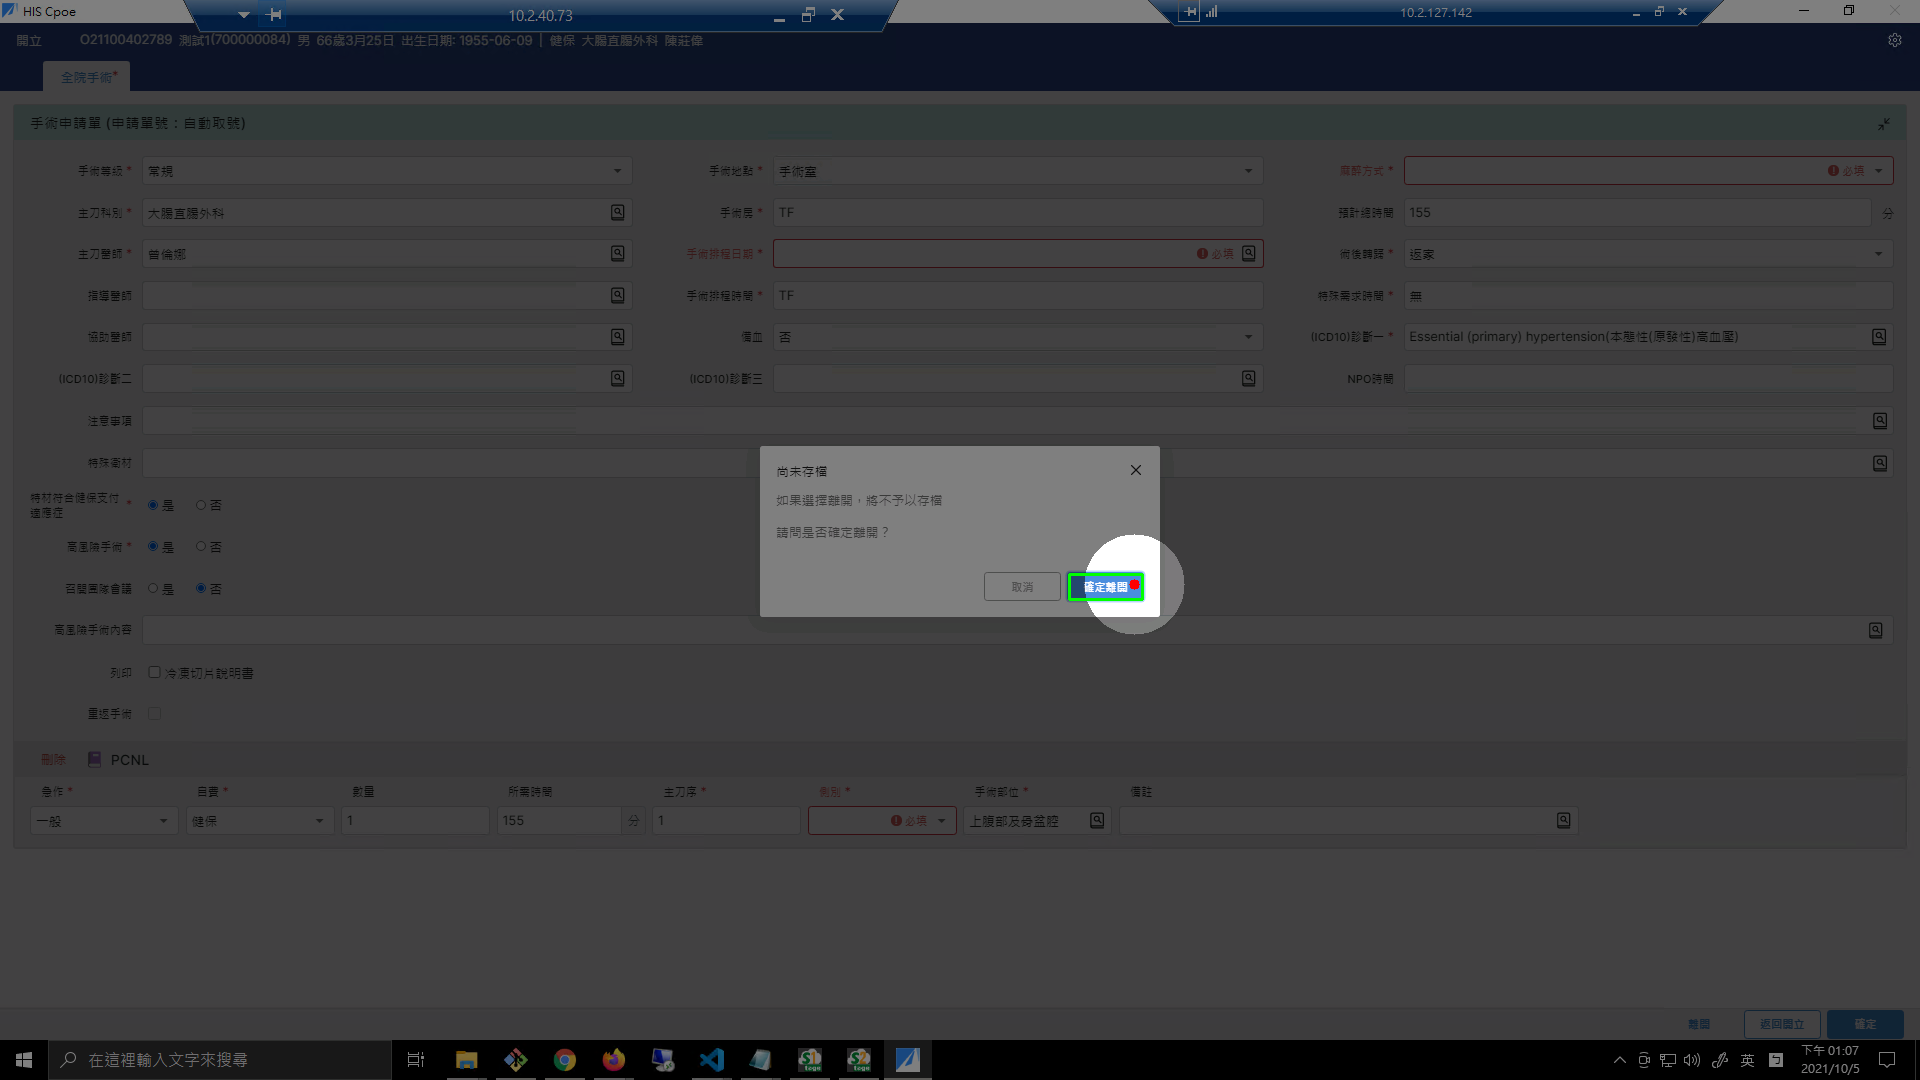 HIS Cpoe
10.2.40.73
10.2.127.142
開立 O21100402789 測試1(700000084) 男 66歲3月25日 出生日期: 1955-06-09 | 健保 大腸直腸外科 陳莊偉
全院手術*
手術申請單 (申請單號：自動取號)
手術等級 * 常規 手術地點 * 手術室 麻醉方式 * 必填
主刀科別 * 大腸直腸外科 手術房 * TF 預計總時間 155 分
主刀醫師 * 曾倫娜 手術排程日期 * 必填 術後歸歸 * 返家
指導醫師 手術排程時間 * TF 特殊需求時間 * 無
協助醫師 備血 否 (ICD10)診斷一 * Essential (primary) hypertension(本態性(原發性)高血壓)
(ICD10)診斷二 (ICD10)診斷三 NPO時間
注意事項
特殊衛材
尚未存檔
如果選擇離開，將不予以存檔
請問是否確定離開？
取消 確定離開
特材符合健保支付適應症 * 是 否
高風險手術 * 是 否
召開團隊會議 是 否
高風險手術內容
列印 冷凍切片說明書
重返手術
刪除 PCNL
急作 * 自費 * 數量 所需時間 主刀序 * 側別 * 手術部位 * 備註
一般 健保 1 155 分 1 必填 上腹部及骨盆腔
離開 返回開立 確定
在這裡輸入文字來搜尋
英
下午 01:07
2021/10/5